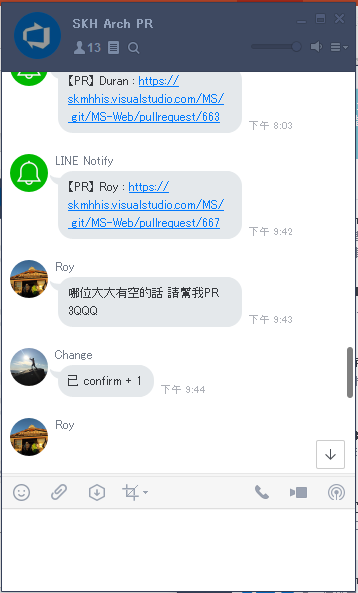 SKH Arch PR
13
【PR】Duran : https://
skmhhis.visualstudio.com/MS/
_git/MS-Web/pullrequest/663
下午 8:03
LINE Notify
【PR】Roy : https://
skmhhis.visualstudio.com/MS/
_git/MS-Web/pullrequest/667
下午 9:42
Roy
哪位大大有空的話 請幫我PR
3QQQ
下午 9:43
Change
已 confirm + 1
下午 9:44
Roy